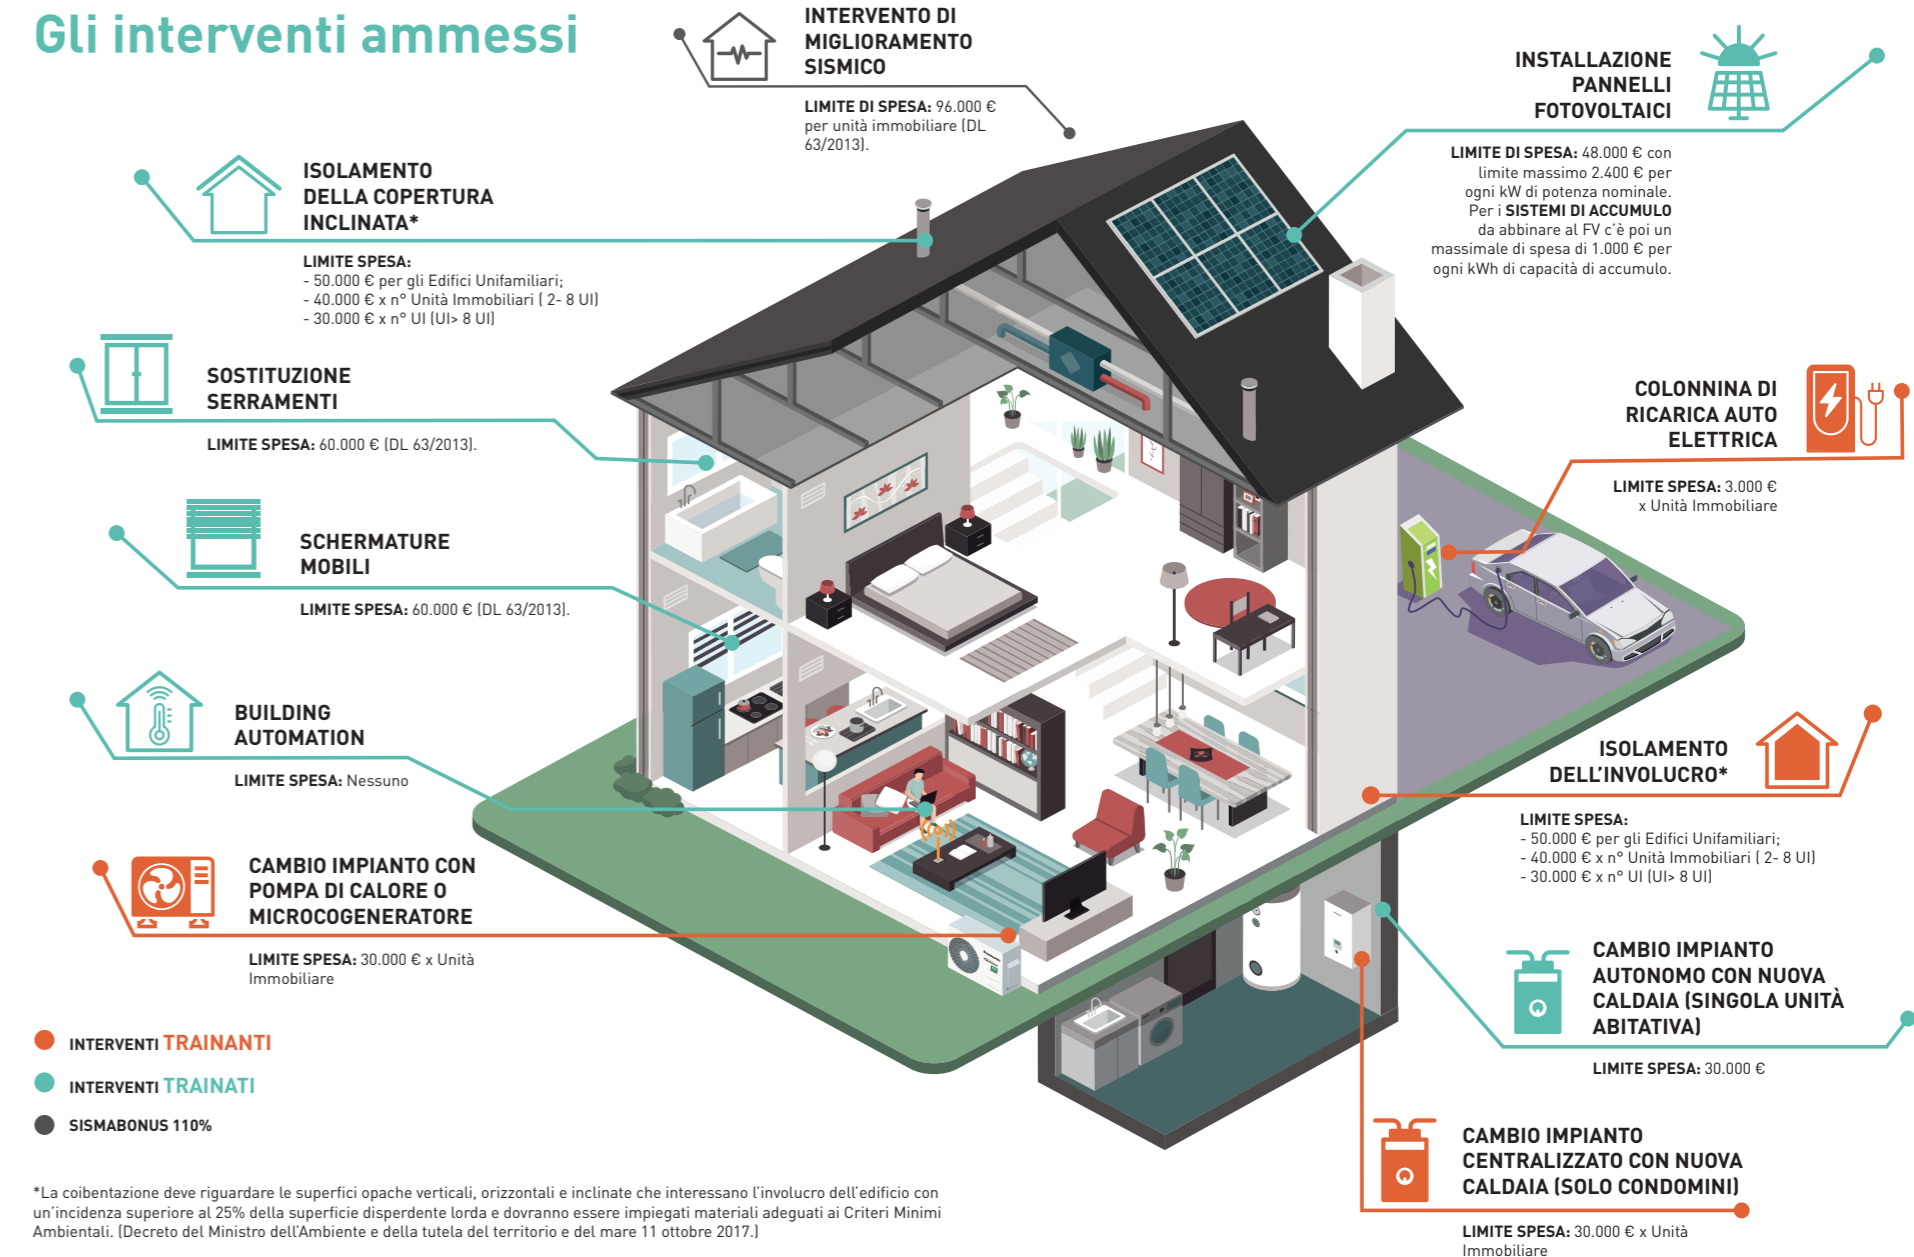 Gli interventi ammessi
INTERVENTO DI
MIGLIORAMENTO
SISMICO
LIMITE DI SPESA: 96.000 €
per unità immobiliare (DL
63/2013).
INSTALLAZIONE
PANNELLI
FOTOVOLTAICI
LIMITE DI SPESA: 48.000 € con
limite massimo 2.400 € per
ogni kW di potenza nominale.
Per i SISTEMI DI ACCUMULO
da abbinare al FV c'è poi un
massimale di spesa di 1.000 € per
ogni kWh di capacità di accumulo.
ISOLAMENTO
DELLA COPERTURA
INCLINATA*
LIMITE SPESA:
- 50.000 € per gli Edifici Unifamiliari;
- 40.000 € x n° Unità Immobiliari ( 2- 8 UI)
- 30.000 € x n° UI (UI> 8 UI)
SOSTITUZIONE
SERRAMENTI
LIMITE SPESA: 60.000 € (DL 63/2013).
COLONNINA DI
RICARICA AUTO
ELETTRICA
LIMITE SPESA: 3.000 €
x Unità Immobiliare
SCHERMATURE
MOBILI
LIMITE SPESA: 60.000 € (DL 63/2013).
BUILDING
AUTOMATION
LIMITE SPESA: Nessuno
ISOLAMENTO
DELL'INVOLUCRO*
LIMITE SPESA:
- 50.000 € per gli Edifici Unifamiliari;
- 40.000 € x n° Unità Immobiliari ( 2- 8 UI)
- 30.000 € x n° UI (UI> 8 UI)
CAMBIO IMPIANTO CON
POMPA DI CALORE O
MICROCOGENERATORE
LIMITE SPESA: 30.000 € x Unità
Immobiliare
CAMBIO IMPIANTO
AUTONOMO CON NUOVA
CALDAIA (SINGOLA UNITÀ
ABITATIVA)
LIMITE SPESA: 30.000 €
CAMBIO IMPIANTO
CENTRALIZZATO CON NUOVA
CALDAIA (SOLO CONDOMINI)
LIMITE SPESA: 30.000 € x Unità
Immobiliare
INTERVENTI TRAINANTI
INTERVENTI TRAINATI
SISMABONUS 110%
*La coibentazione deve riguardare le superfici opache verticali, orizzontali e inclinate che interessano l'involucro dell'edificio con
un'incidenza superiore al 25% della superficie disperdente lorda e dovranno essere impiegati materiali adeguati ai Criteri Minimi
Ambientali. (Decreto del Ministro dell'Ambiente e della tutela del territorio e del mare 11 ottobre 2017.)